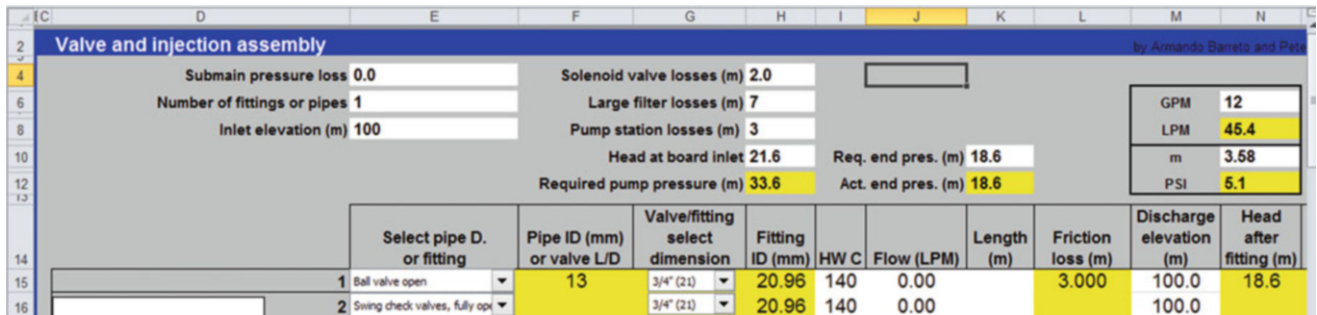 C D E F G H I J K L M N
2 Valve and injection assembly by Armando Barreto and Pete
4 Submain pressure loss 0.0 Solenoid valve losses (m) 2.0
6 Number of fittings or pipes 1 Large filter losses (m) 7 GPM 12
8 Inlet elevation (m) 100 Pump station losses (m) 3 LPM 45.4
10 Head at board inlet 21.6 Req. end pres. (m) 18.6 m 3.58
12 Required pump pressure (m) 33.6 Act. end pres. (m) 18.6 PSI 5.1
13
Valve/fitting Discharge Head
Select pipe D. Pipe ID (mm) select Fitting Length Friction elevation after
14 or fitting or valve L/D dimension ID (mm) HW C Flow (LPM) (m) loss (m) (m) fitting (m)
15 1 Ball valve open 13 3/4" (21) 20.96 140 0.00 3.000 100.0 18.6
16 2 Swing check valves, fully ope 3/4" (21) 20.96 140 0.00 100.0